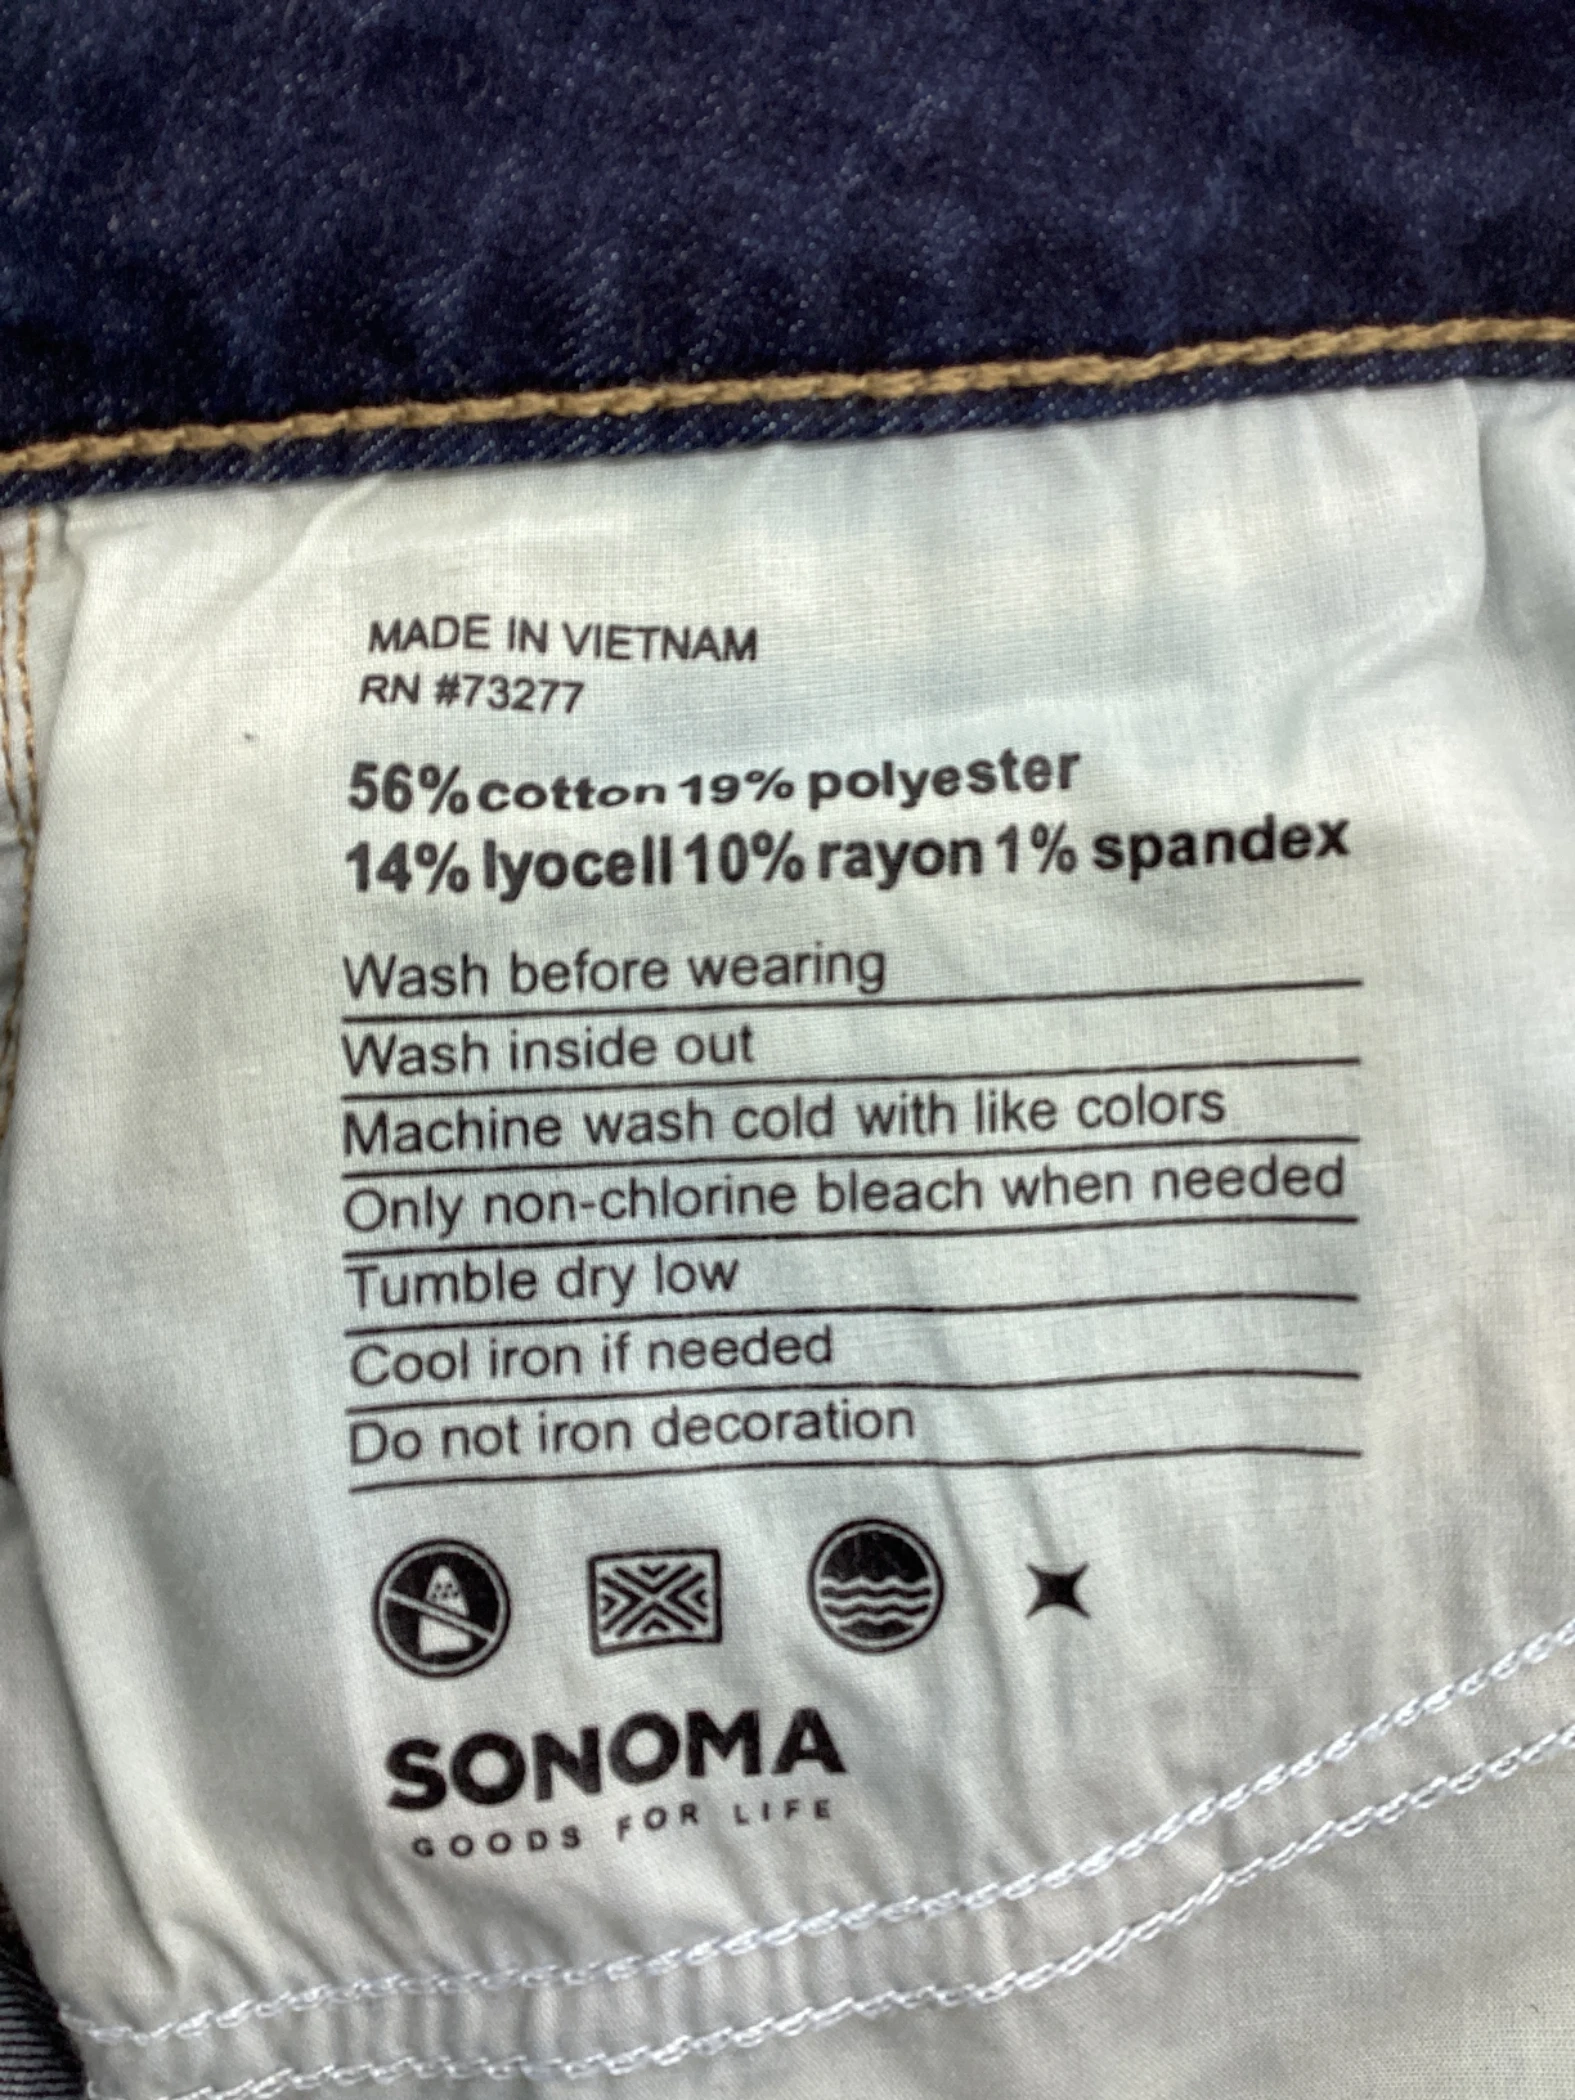 MADE IN VIETNAM
RN #73277
56% cotton 19% polyester
14% lyocell 10% rayon 1% spandex
Wash before wearing
Wash inside out
Machine wash cold with like colors
Only non-chlorine bleach when needed
Tumble dry low
Cool iron if needed
Do not iron decoration
SONOMA
GOODS FOR LIFE